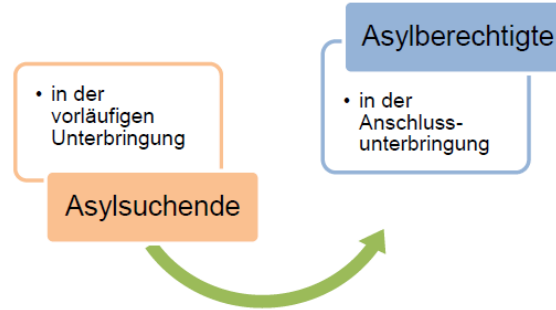 • in der
vorläufigen
Unterbringung
Asylsuchende
Asylberechtigte
• in der
Anschluss-
unterbringung